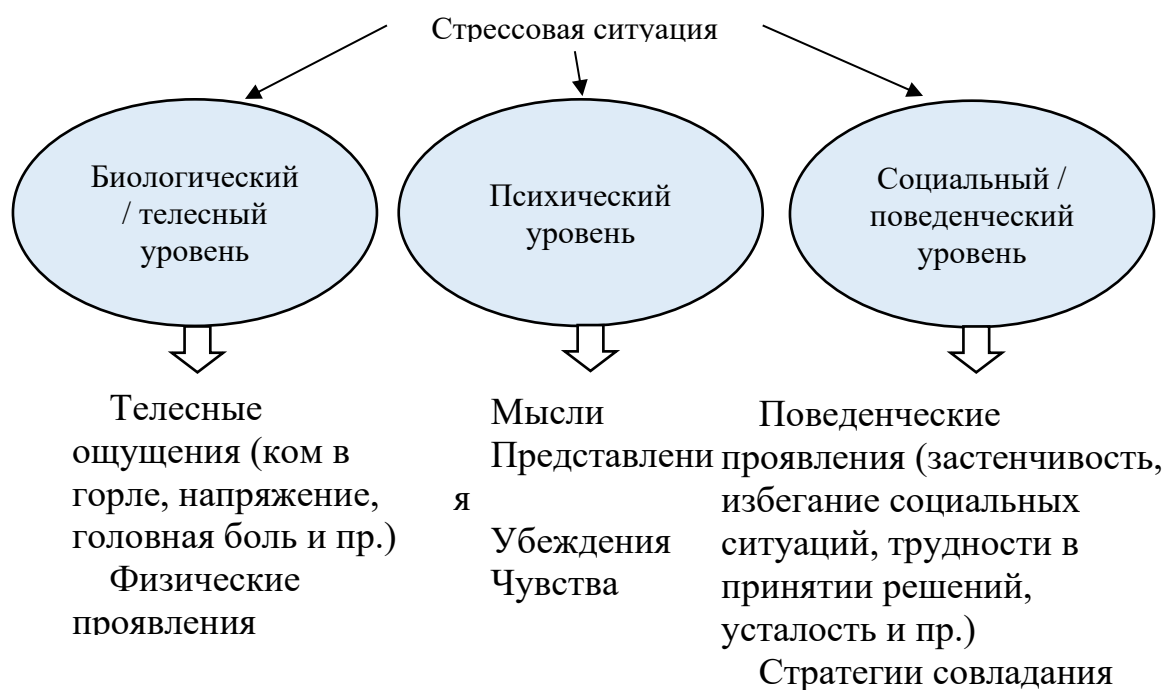 Стрессовая ситуация
Биологический
/ телесный
уровень
Психический
уровень
Социальный /
поведенческий
уровень
Телесные
ощущения (ком в
горле, напряжение,
головная боль и пр.)
Физические
проявления
Мысли
Представлени
я
Убеждения
Чувства
Поведенческие
проявления (застенчивость,
избегание социальных
ситуаций, трудности в
принятии решений,
усталость и пр.)
Стратегии совладания